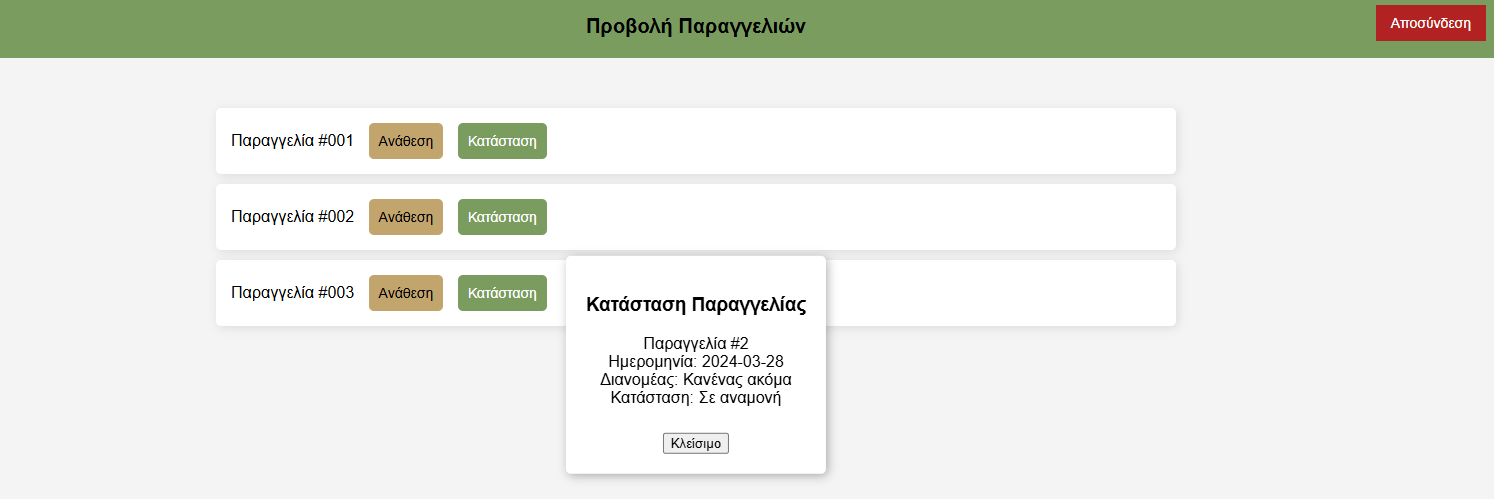 Προβολή Παραγγελιών
Αποσύνδεση
Παραγγελία #001 Ανάθεση Κατάσταση
Παραγγελία #002 Ανάθεση Κατάσταση
Παραγγελία #003 Ανάθεση Κατάσταση
Κατάσταση Παραγγελίας
Παραγγελία #2
Ημερομηνία: 2024-03-28
Διανομέας: Κανένας ακόμα
Κατάσταση: Σε αναμονή
Κλείσιμο